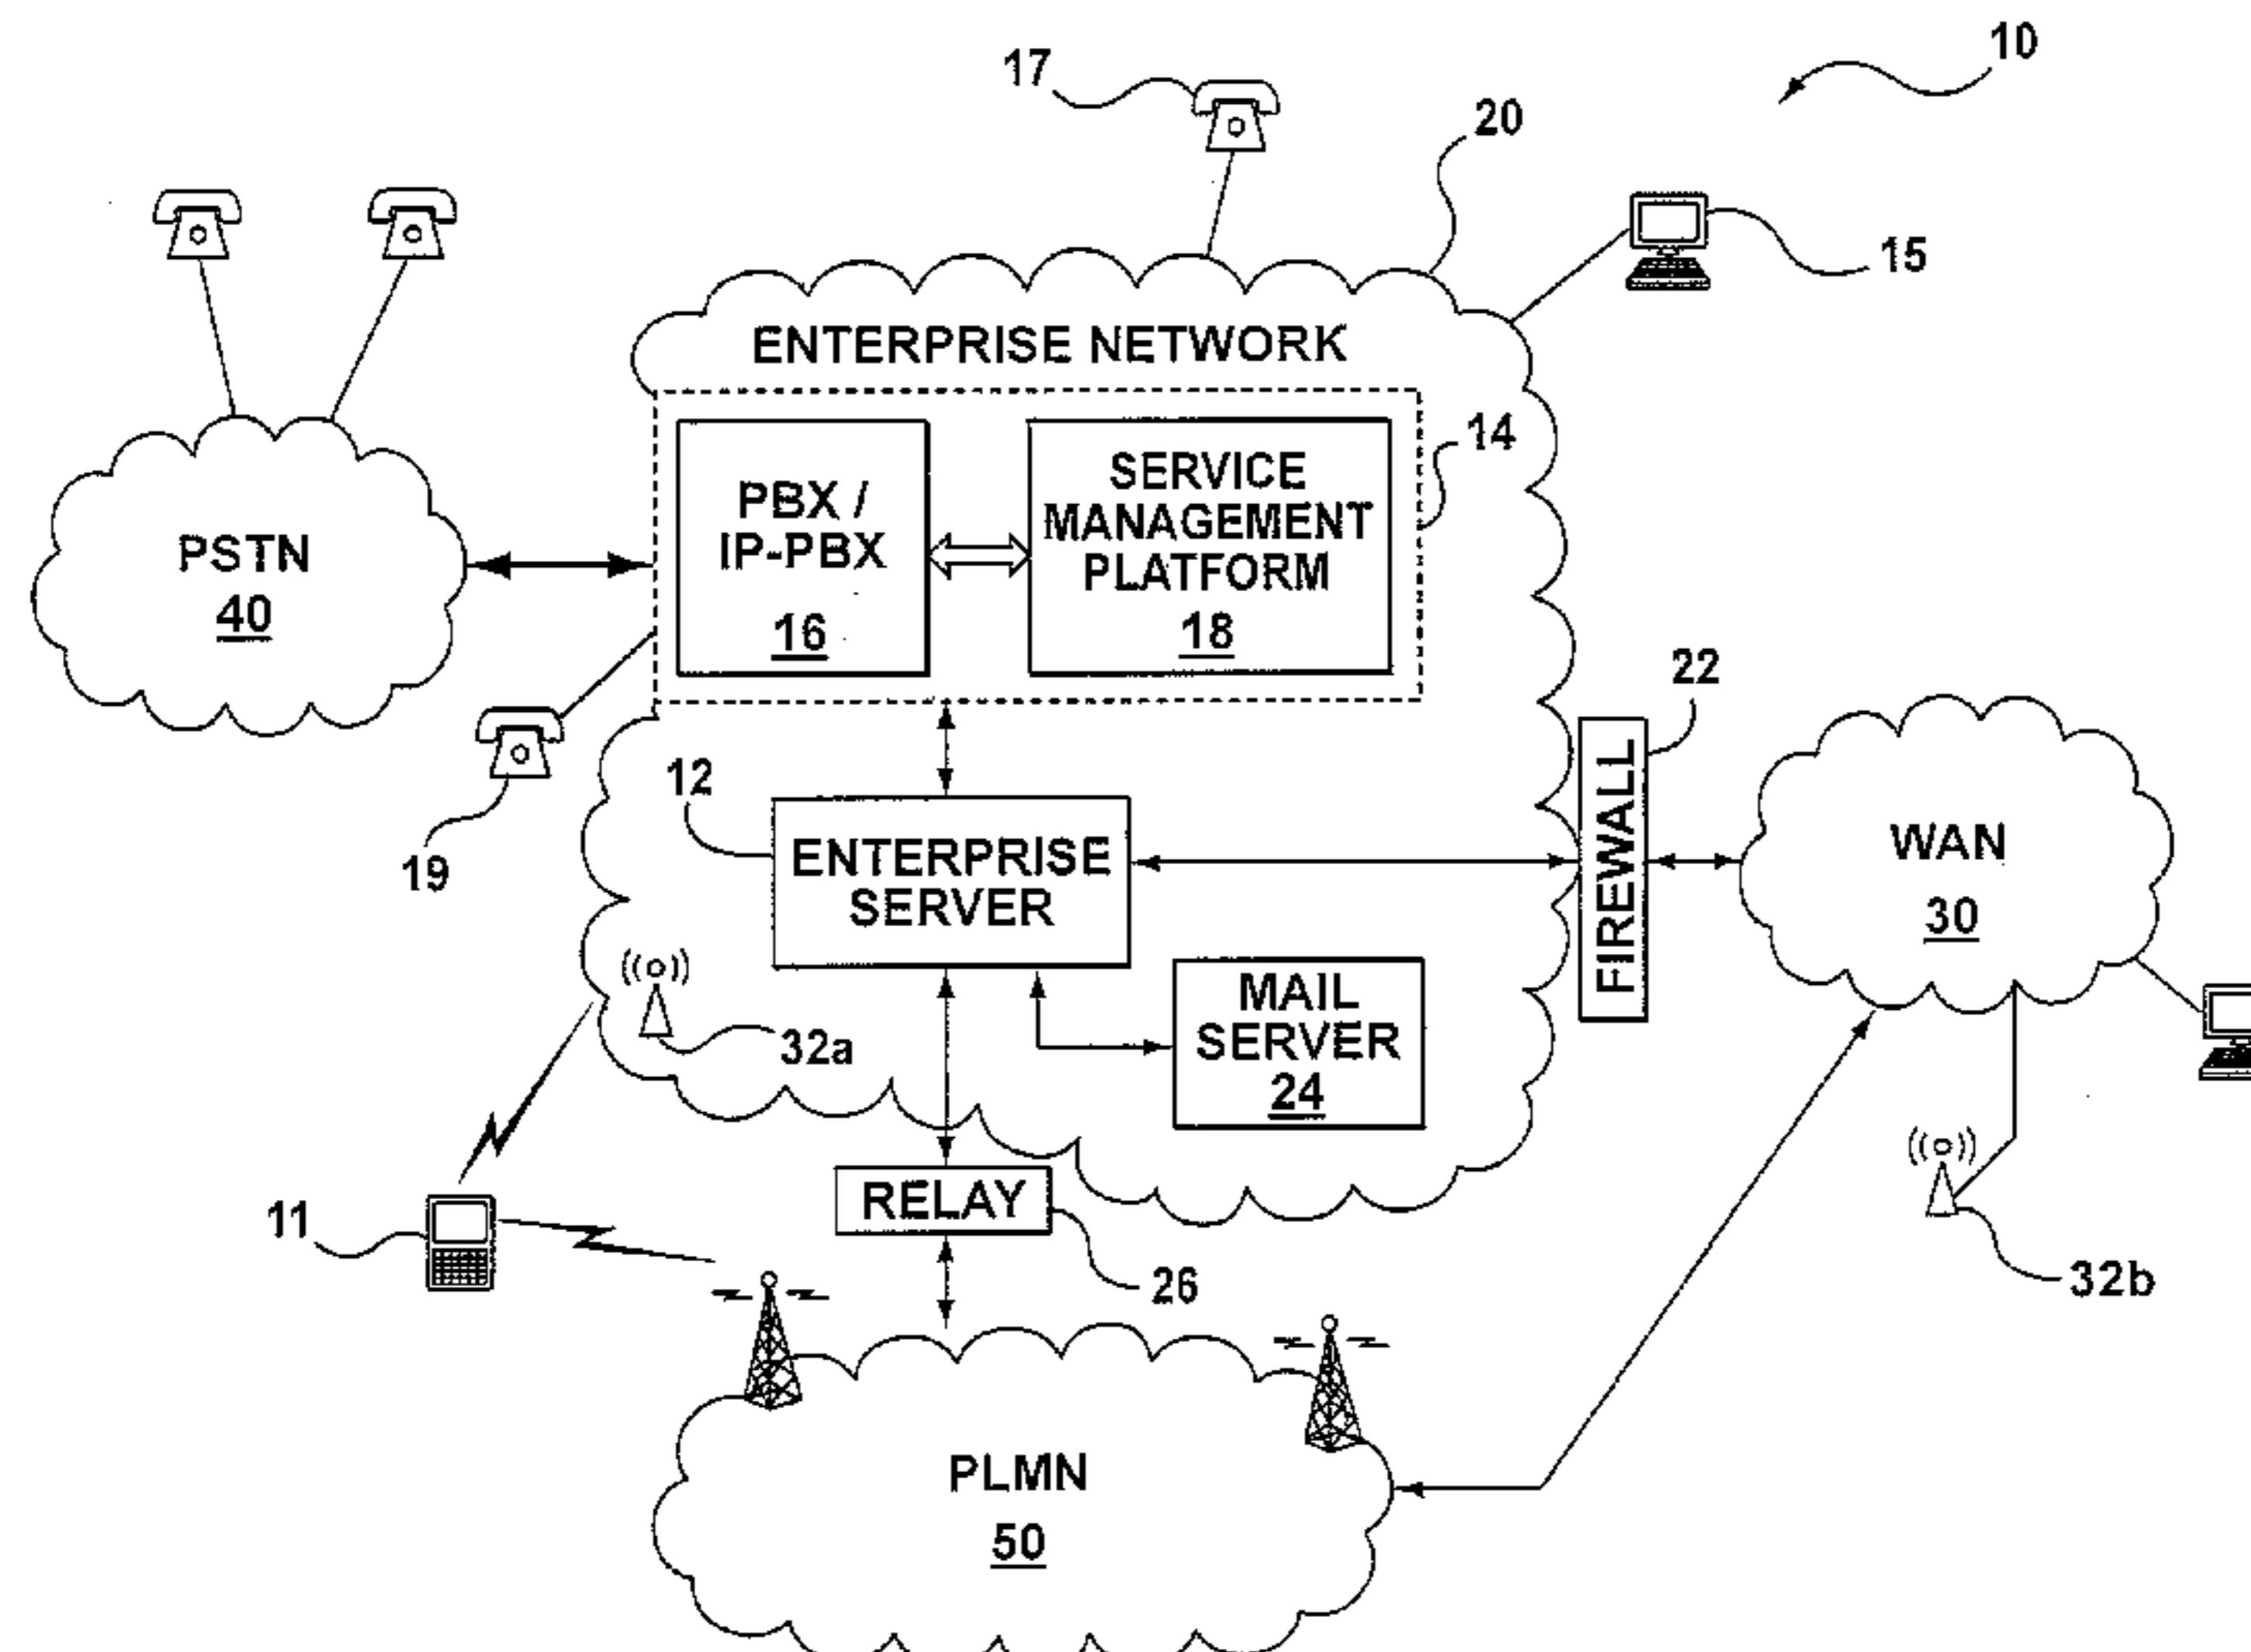 10
17
20
15
ENTERPRISE NETWORK
14
PBX /
IP-PBX
16
SERVICE
MANAGEMENT
PLATFORM
18
PSTN
40
22
19
12
ENTERPRISE
SERVER
FIREWALL
WAN
30
32a
MAIL
SERVER
24
11
RELAY
26
32b
PLMN
50